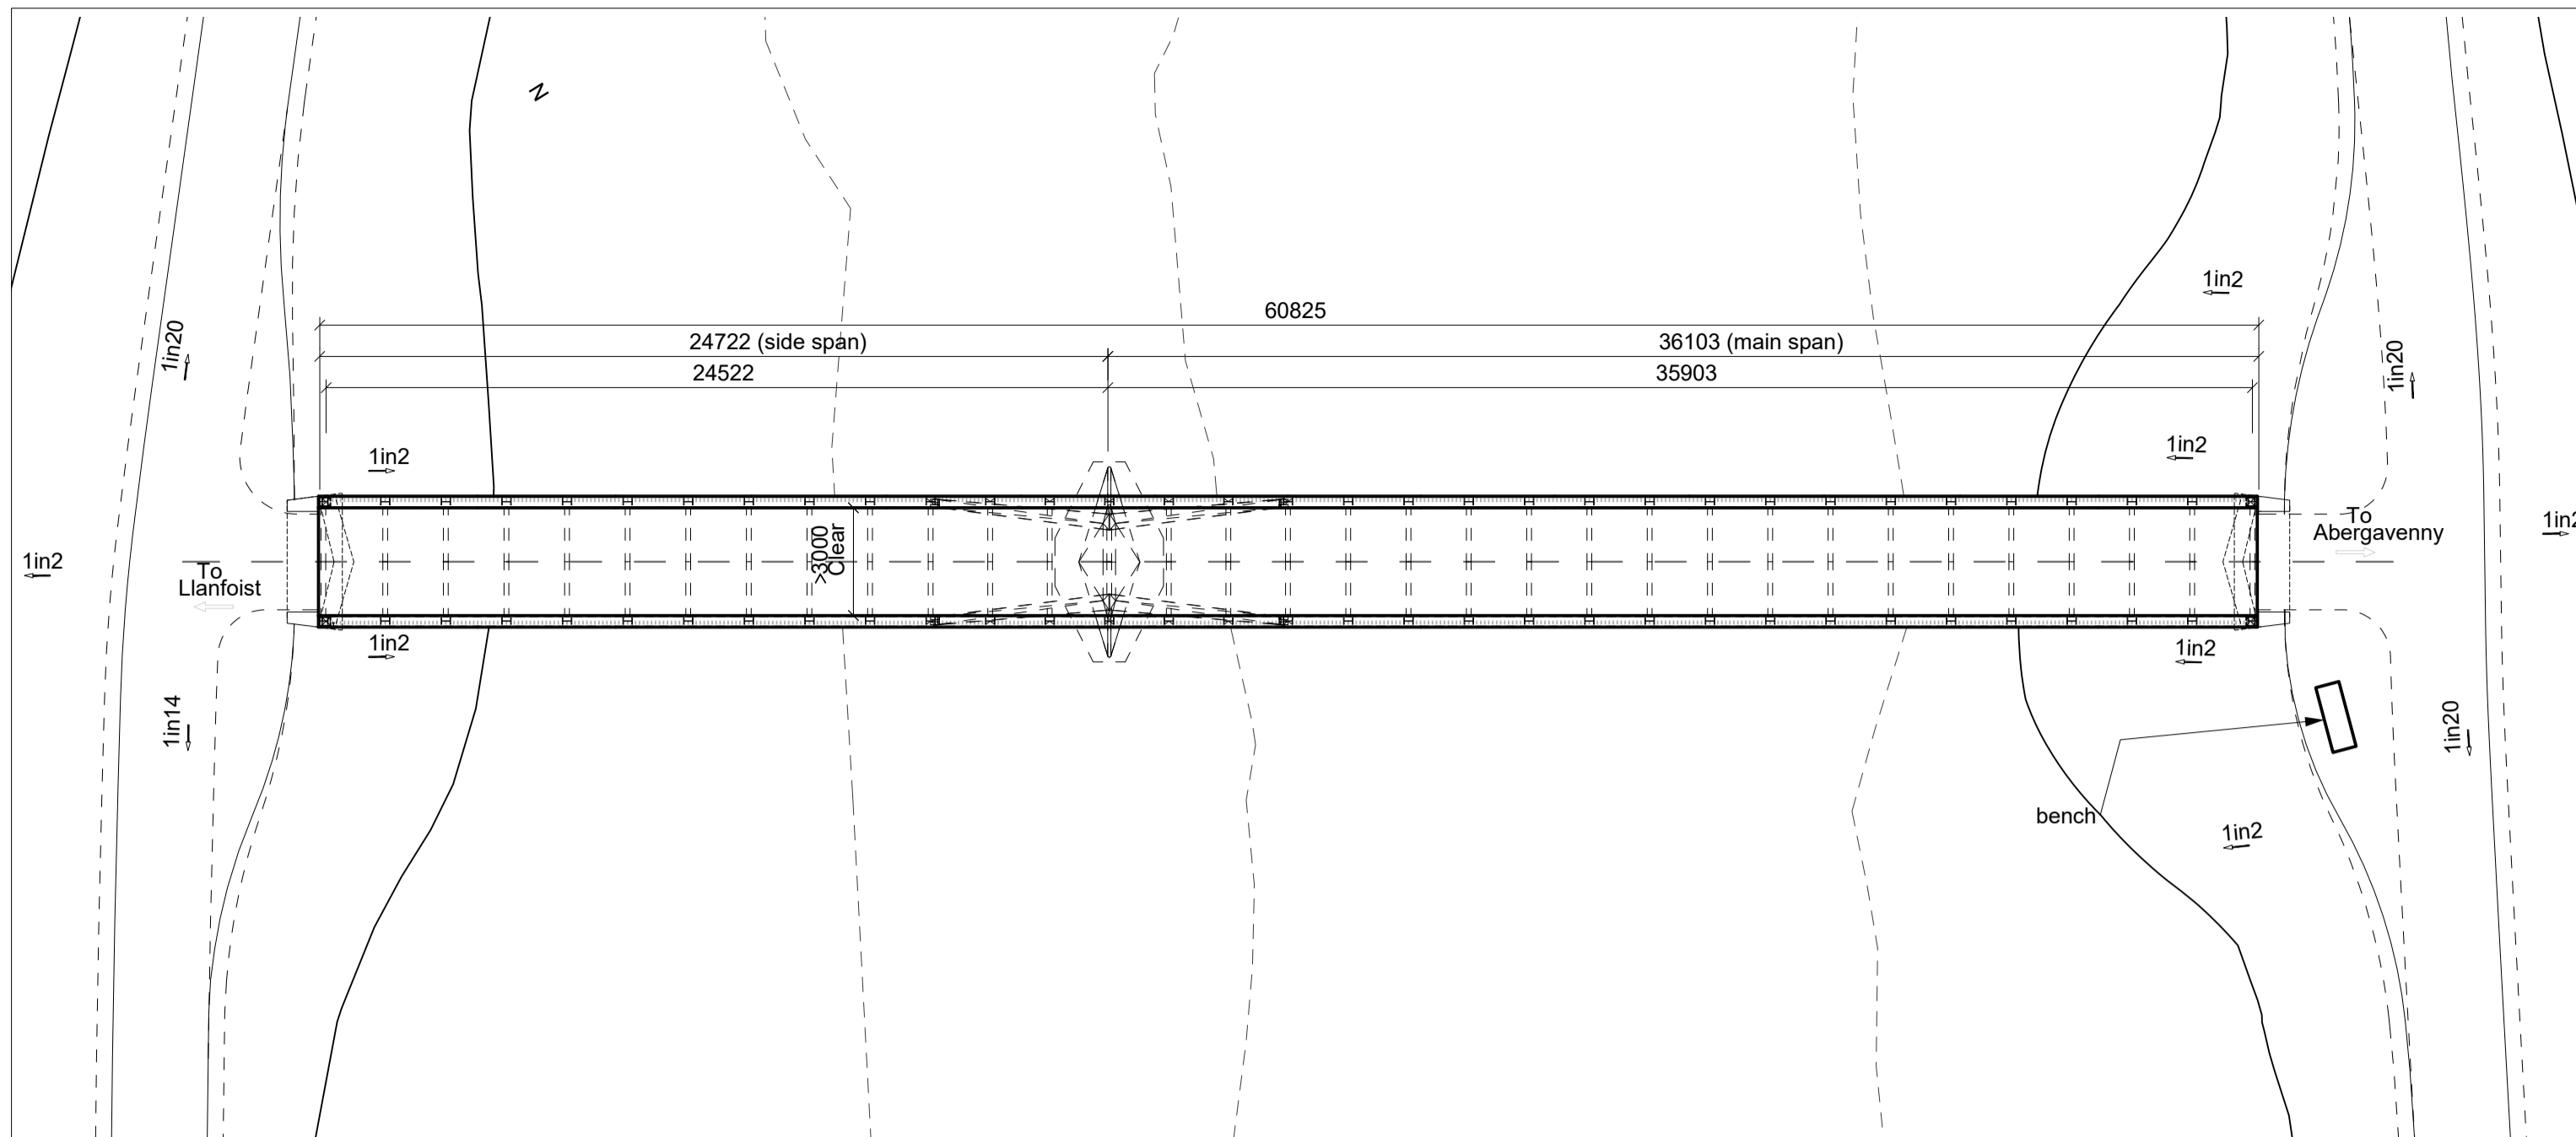 N
1in2
60825
1in20
24722 (side span)
36103 (main span)
1in20
24522
35903
1in2
1in2
>3000
Clear
To
Abergavenny
1in2
1in2
To
Llanfoist
1in2
1in2
1in14
1in20
bench
1in2